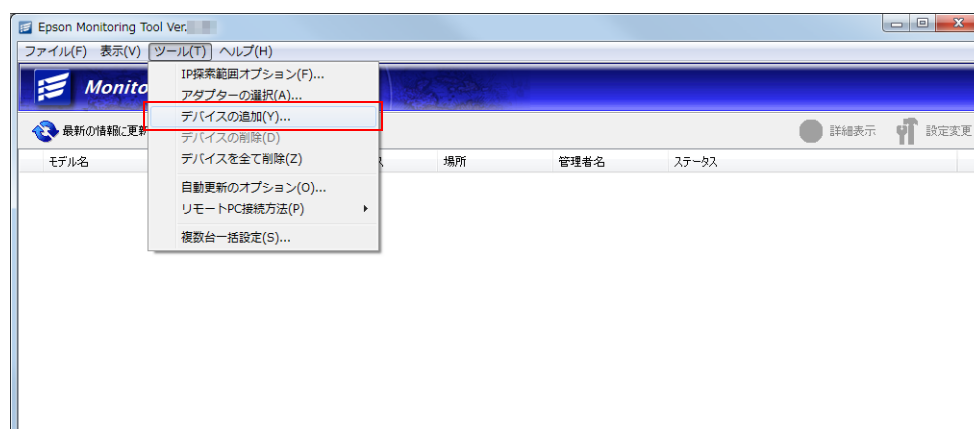 Epson Monitoring Tool Ver.
ファイル(F) 表示(V) ツール(T) ヘルプ(H)
IP探索範囲オプション(F)...
アダプターの選択(A)...
デバイスの追加(Y)...
デバイスの削除(D)
デバイスを全て削除(Z)
自動更新のオプション(O)...
リモートPC接続方法(P)
複数台一括設定(S)...
Monito
最新の情報に更新 詳細表示 設定変更
モデル名 ス 場所 管理者名 ステータス